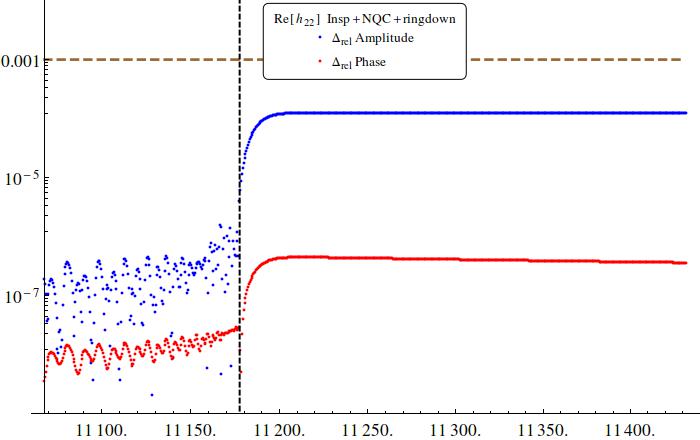 Re[h22] Insp+NQC+ringdown
Δrel Amplitude
Δrel Phase
0.001
10−5
10−7
11 100. 11 150. 11 200. 11 250. 11 300. 11 350. 11 400.